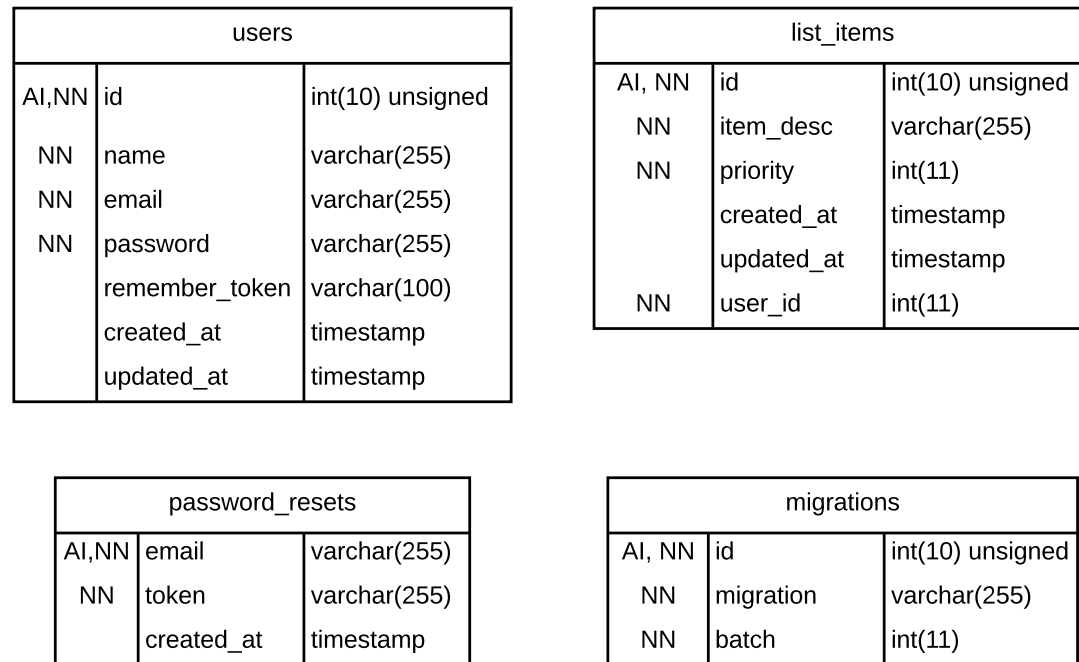 users
AI,NN id int(10) unsigned
NN name varchar(255)
NN email varchar(255)
NN password varchar(255)
remember_token varchar(100)
created_at timestamp
updated_at timestamp
list_items
AI, NN id int(10) unsigned
NN item_desc varchar(255)
NN priority int(11)
created_at timestamp
updated_at timestamp
NN user_id int(11)
password_resets
AI,NN email varchar(255)
NN token varchar(255)
created_at timestamp
migrations
AI, NN id int(10) unsigned
NN migration varchar(255)
NN batch int(11)